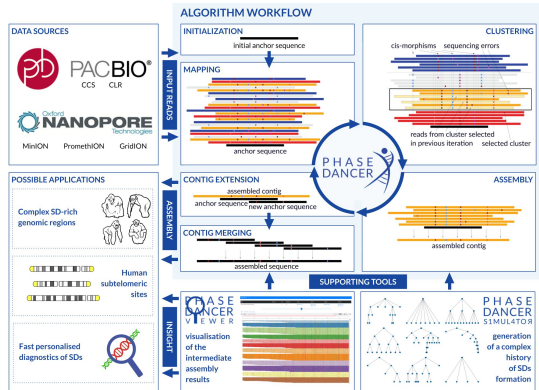 ALGORITHM WORKFLOW
DATA SOURCES
PACBIO®
CCS CLR
Oxford
NANOPORE
Technologies
MinION PromethION GridION
INPUT READS
INITIALIZATION
initial anchor sequence
MAPPING
anchor sequence
CLUSTERING
cis-morphisms sequencing errors
reads from cluster selected
in previous iteration
selected cluster
PHASE
DANCER
POSSIBLE APPLICATIONS
Complex SD-rich
genomic regions
Human
subtelomeric
sites
Fast personalised
diagnostics of SDs
ASSEMBLY
CONTIG EXTENSION
assembled contig
anchor sequence
new anchor sequence
CONTIG MERGING
assembled sequence
ASSEMBLY
assembled contig
SUPPORTING TOOLS
INSIGHT
PHASE
DANCER
VIEWER
visualisation
of the
intermediate
assembly
results
PHASE
DANCER
S1MUL4TOR
generation
of a complex
history
of SDs
formation